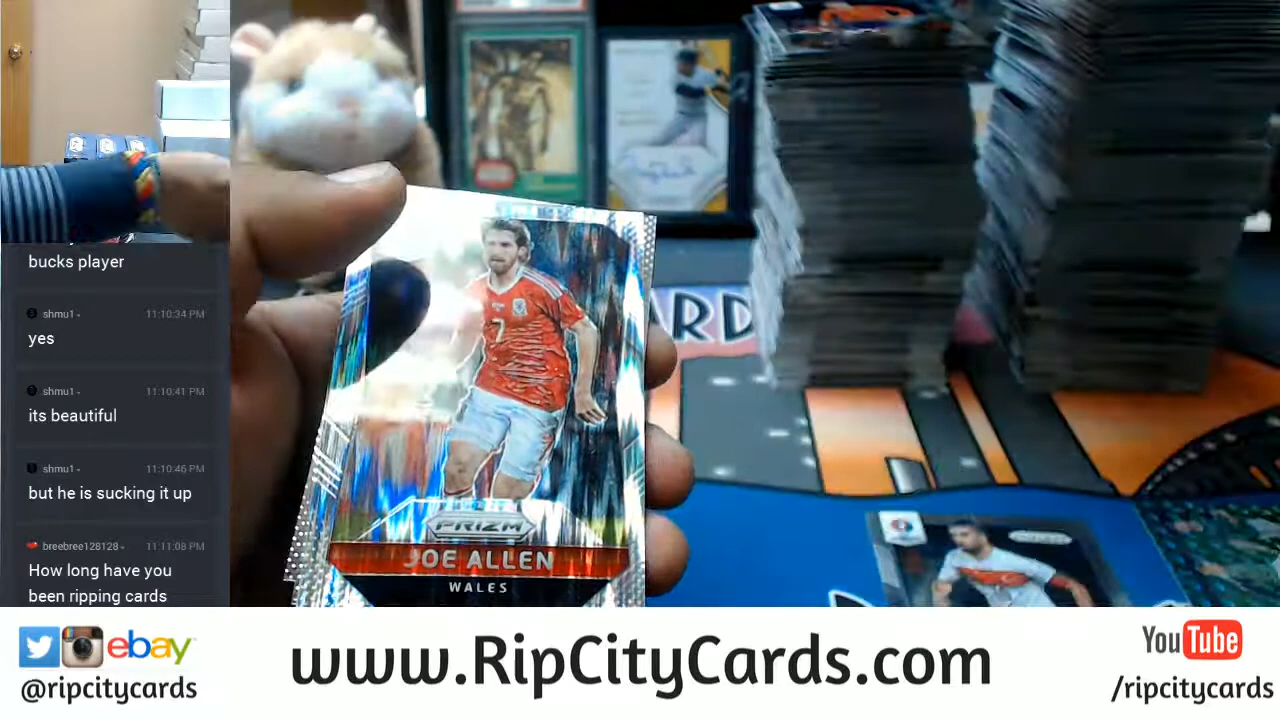 bucks player
shmu1
11:10:34 PM
yes
shmu1
11:10:41 PM
its beautiful
shmu1
11:10:46 PM
but he is sucking it up
breebree128128
11:11:08 PM
How long have you
been ripping cards
ARD
7
PRIZM
JOE ALLEN
WALES
ebay
@ripcitycards
www.RipCityCards.com
YouTube
/ripcitycards